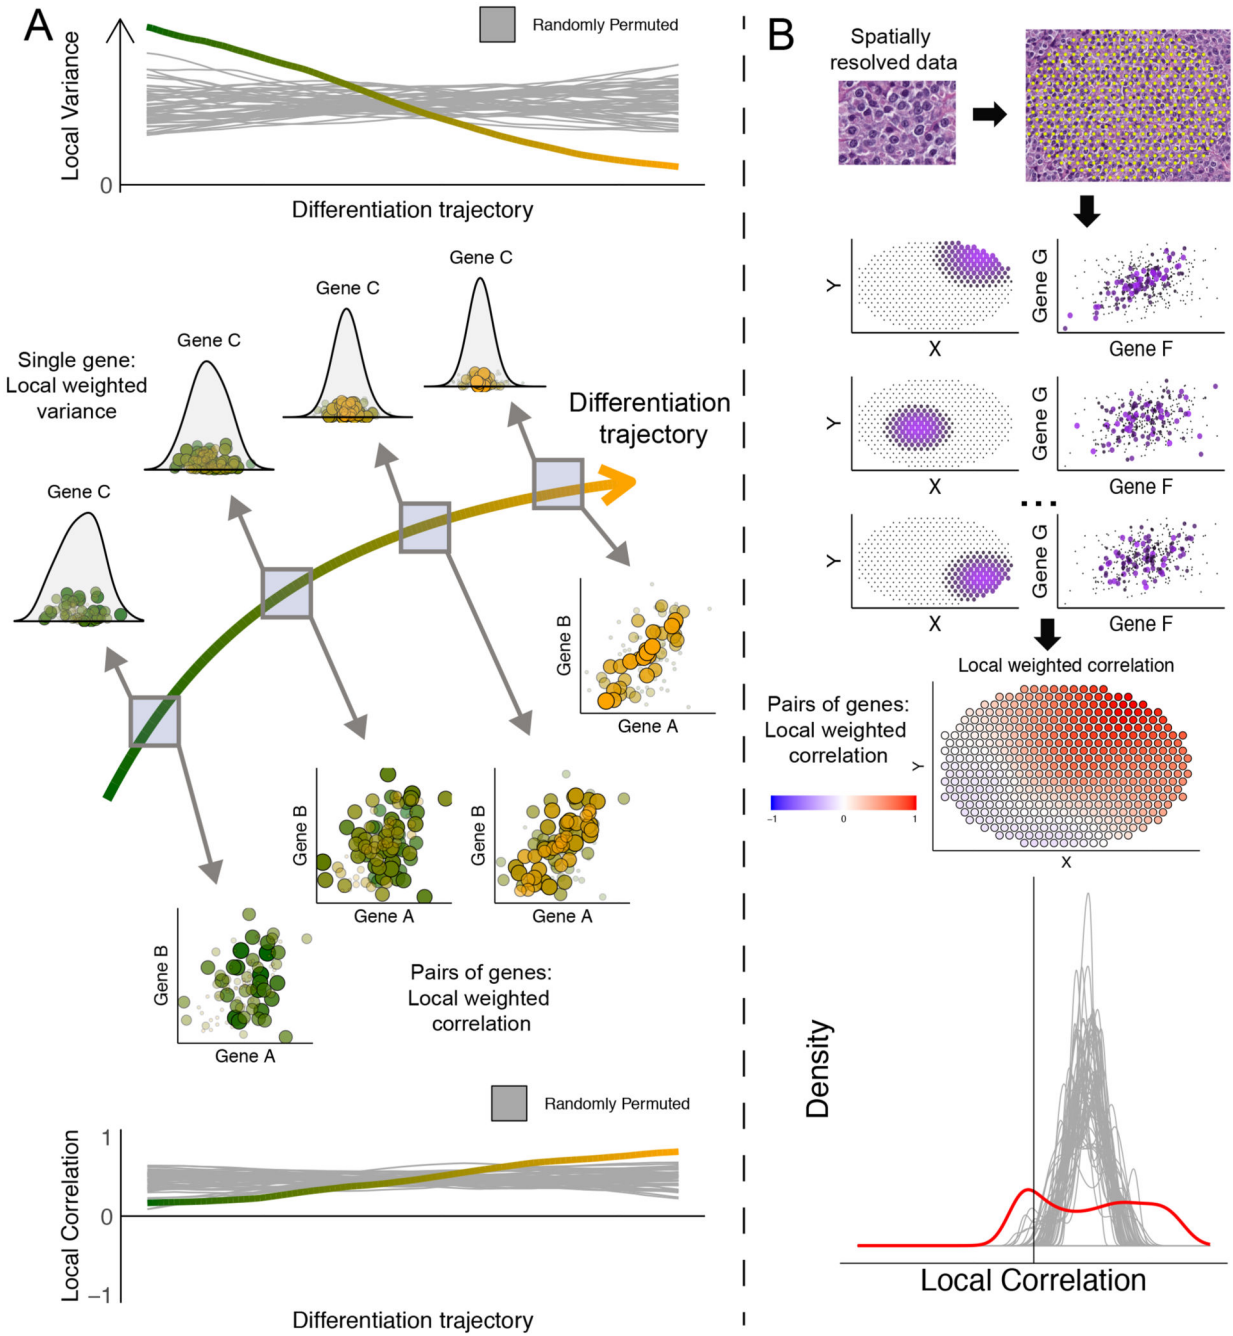 A
Local Variance
0
Randomly Permuted
Differentiation trajectory
Gene C
Gene C
Gene C
Gene C
Single gene:
Local weighted
variance
Differentiation
trajectory
Gene B
Gene A
Gene B
Gene A
Gene B
Gene A
Gene B
Gene A
Pairs of genes:
Local weighted
correlation
Randomly Permuted
Local Correlation
1
0
−1
Differentiation trajectory
B
Spatially
resolved data
Y
X
Gene G
Gene F
Y
X
Gene G
Gene F
...
Y
X
Gene G
Gene F
Local weighted correlation
Pairs of genes:
Local weighted
correlation
−1
0
1
Y
X
Density
Local Correlation